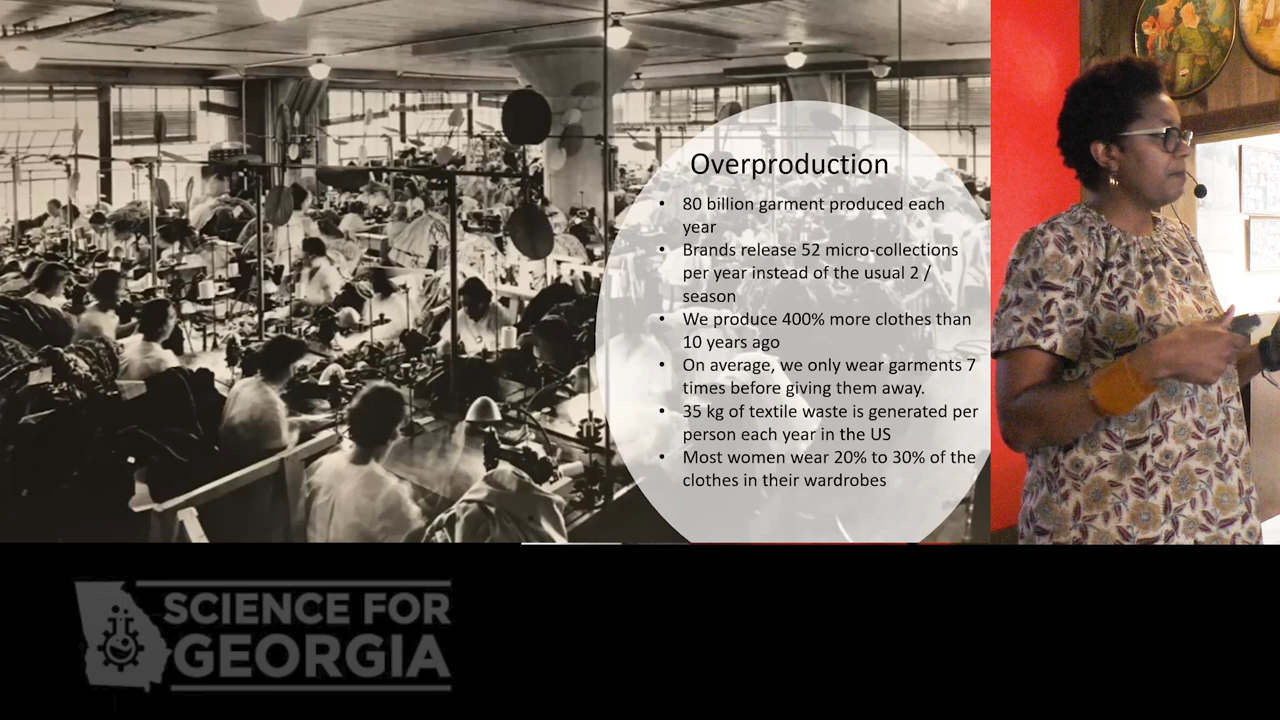 Overproduction
• 80 billion garment produced each
year
• Brands release 52 micro-collections
per year instead of the usual 2 /
season
• We produce 400% more clothes than
10 years ago
• On average, we only wear garments 7
times before giving them away.
• 35 kg of textile waste is generated per
person each year in the US
• Most women wear 20% to 30% of the
clothes in their wardrobes
SCIENCE FOR
GEORGIA